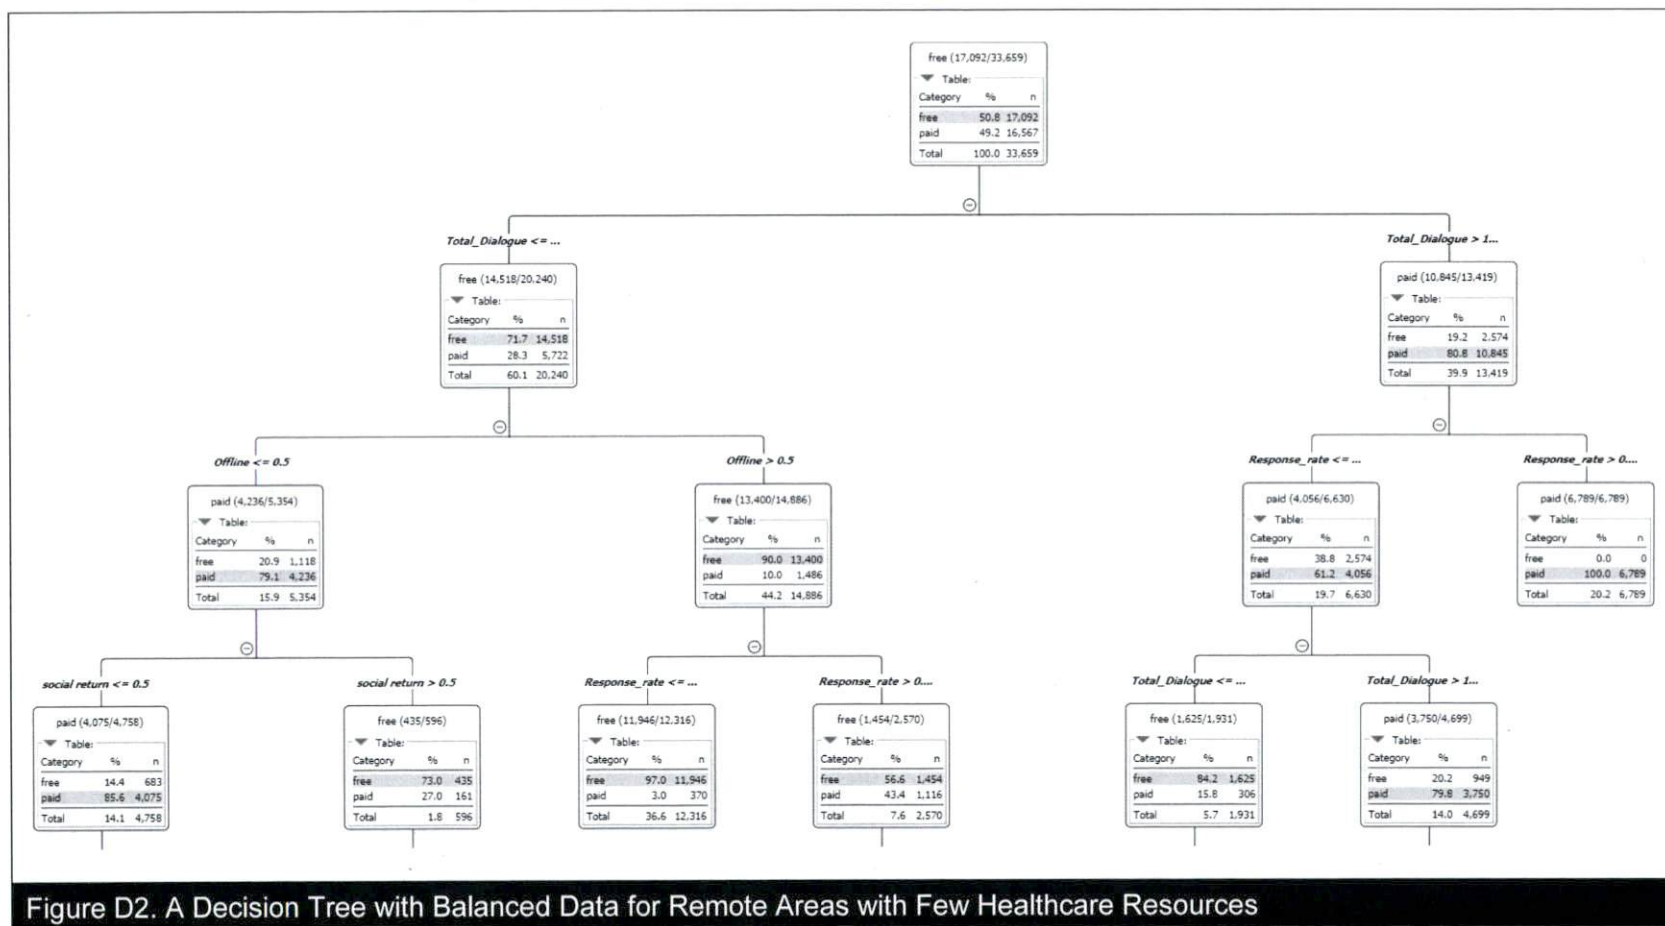 free (17,092/33,659)
Table:
Category % n
free 50.8 17,092
paid 49.2 16,567
Total 100.0 33,659
Total_Dialogue <= ...
free (14,518/20,240)
Table:
Category % n
free 71.7 14,518
paid 28.3 5,722
Total 60.1 20,240
Total_Dialogue > 1...
paid (10,845/13,419)
Table:
Category % n
free 19.2 2,574
paid 80.8 10,845
Total 39.9 13,419
Offline <= 0.5
paid (4,236/5,354)
Table:
Category % n
free 20.9 1,118
paid 79.1 4,236
Total 15.9 5,354
Offline > 0.5
free (13,400/14,886)
Table:
Category % n
free 90.0 13,400
paid 10.0 1,486
Total 44.2 14,886
Response_rate <= ...
paid (4,056/6,630)
Table:
Category % n
free 38.8 2,574
paid 61.2 4,056
Total 19.7 6,630
Response_rate > 0....
paid (6,789/6,789)
Table:
Category % n
free 0.0 0
paid 100.0 6,789
Total 20.2 6,789
social return <= 0.5
paid (4,075/4,758)
Table:
Category % n
free 14.4 683
paid 85.6 4,075
Total 14.1 4,758
social return > 0.5
free (435/596)
Table:
Category % n
free 73.0 435
paid 27.0 161
Total 1.8 596
Response_rate <= ...
free (11,946/12,316)
Table:
Category % n
free 97.0 11,946
paid 3.0 370
Total 36.6 12,316
Response_rate > 0....
free (1,454/2,570)
Table:
Category % n
free 56.6 1,454
paid 43.4 1,116
Total 7.6 2,570
Total_Dialogue <= ...
free (1,625/1,931)
Table:
Category % n
free 84.2 1,625
paid 15.8 306
Total 5.7 1,931
Total_Dialogue > 1...
paid (3,750/4,699)
Table:
Category % n
free 20.2 949
paid 79.8 3,750
Total 14.0 4,699
Figure D2. A Decision Tree with Balanced Data for Remote Areas with Few Healthcare Resources